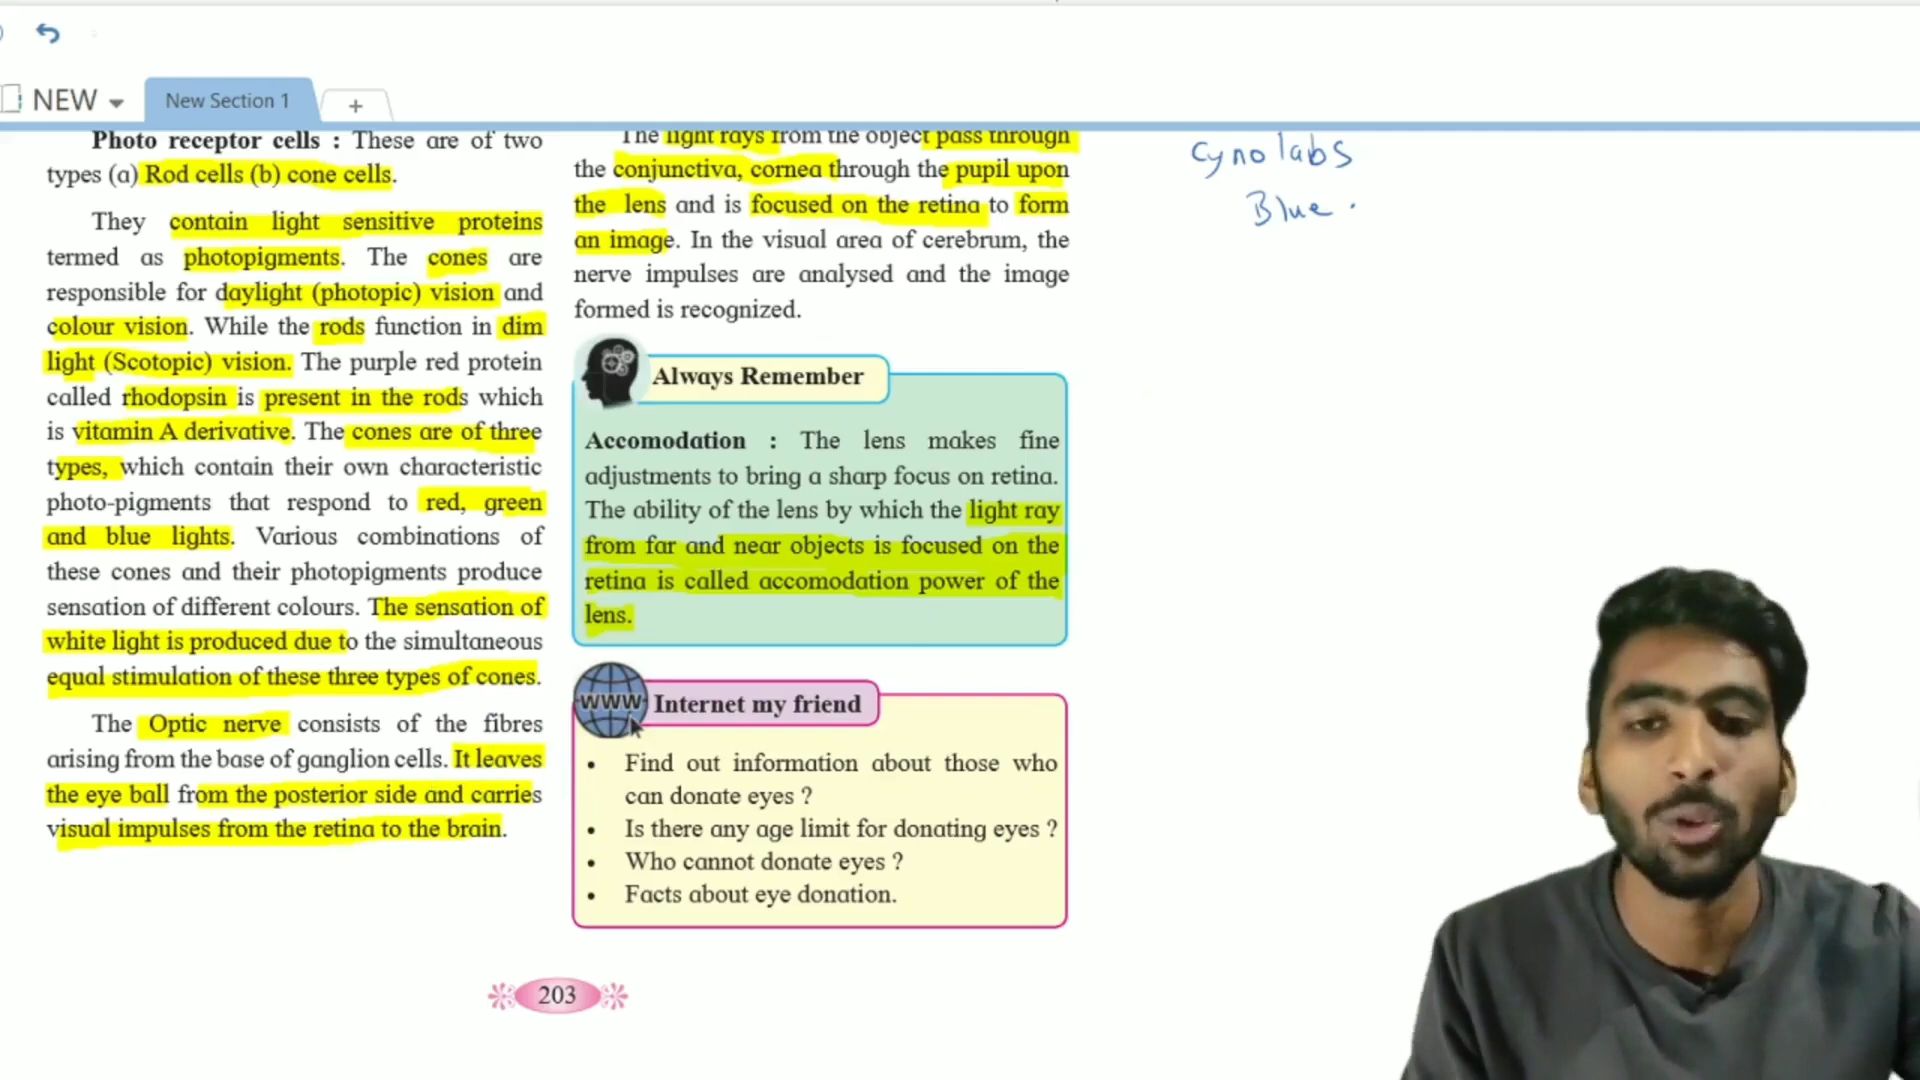 NEW
New Section 1
+
Photo receptor cells : These are of two
types (a) Rod cells (b) cone cells.
They contain light sensitive proteins
termed as photopigments. The cones are
responsible for daylight (photopic) vision and
colour vision. While the rods function in dim
light (Scotopic) vision. The purple red protein
called rhodopsin is present in the rods which
is vitamin A derivative. The cones are of three
types, which contain their own characteristic
photo-pigments that respond to red, green
and blue lights. Various combinations of
these cones and their photopigments produce
sensation of different colours. The sensation of
white light is produced due to the simultaneous
equal stimulation of these three types of cones.
The Optic nerve consists of the fibres
arising from the base of ganglion cells. It leaves
the eye ball from the posterior side and carries
visual impulses from the retina to the brain.
The light rays from the object pass through
the conjunctiva, cornea through the pupil upon
the lens and is focused on the retina to form
an image. In the visual area of cerebrum, the
nerve impulses are analysed and the image
formed is recognized.
Always Remember
Accomodation : The lens makes fine
adjustments to bring a sharp focus on retina.
The ability of the lens by which the light ray
from far and near objects is focused on the
retina is called accomodation power of the
lens.
WWW
Internet my friend
• Find out information about those who
can donate eyes ?
• Is there any age limit for donating eyes ?
• Who cannot donate eyes ?
• Facts about eye donation.
203
Cynolabs
Blue.